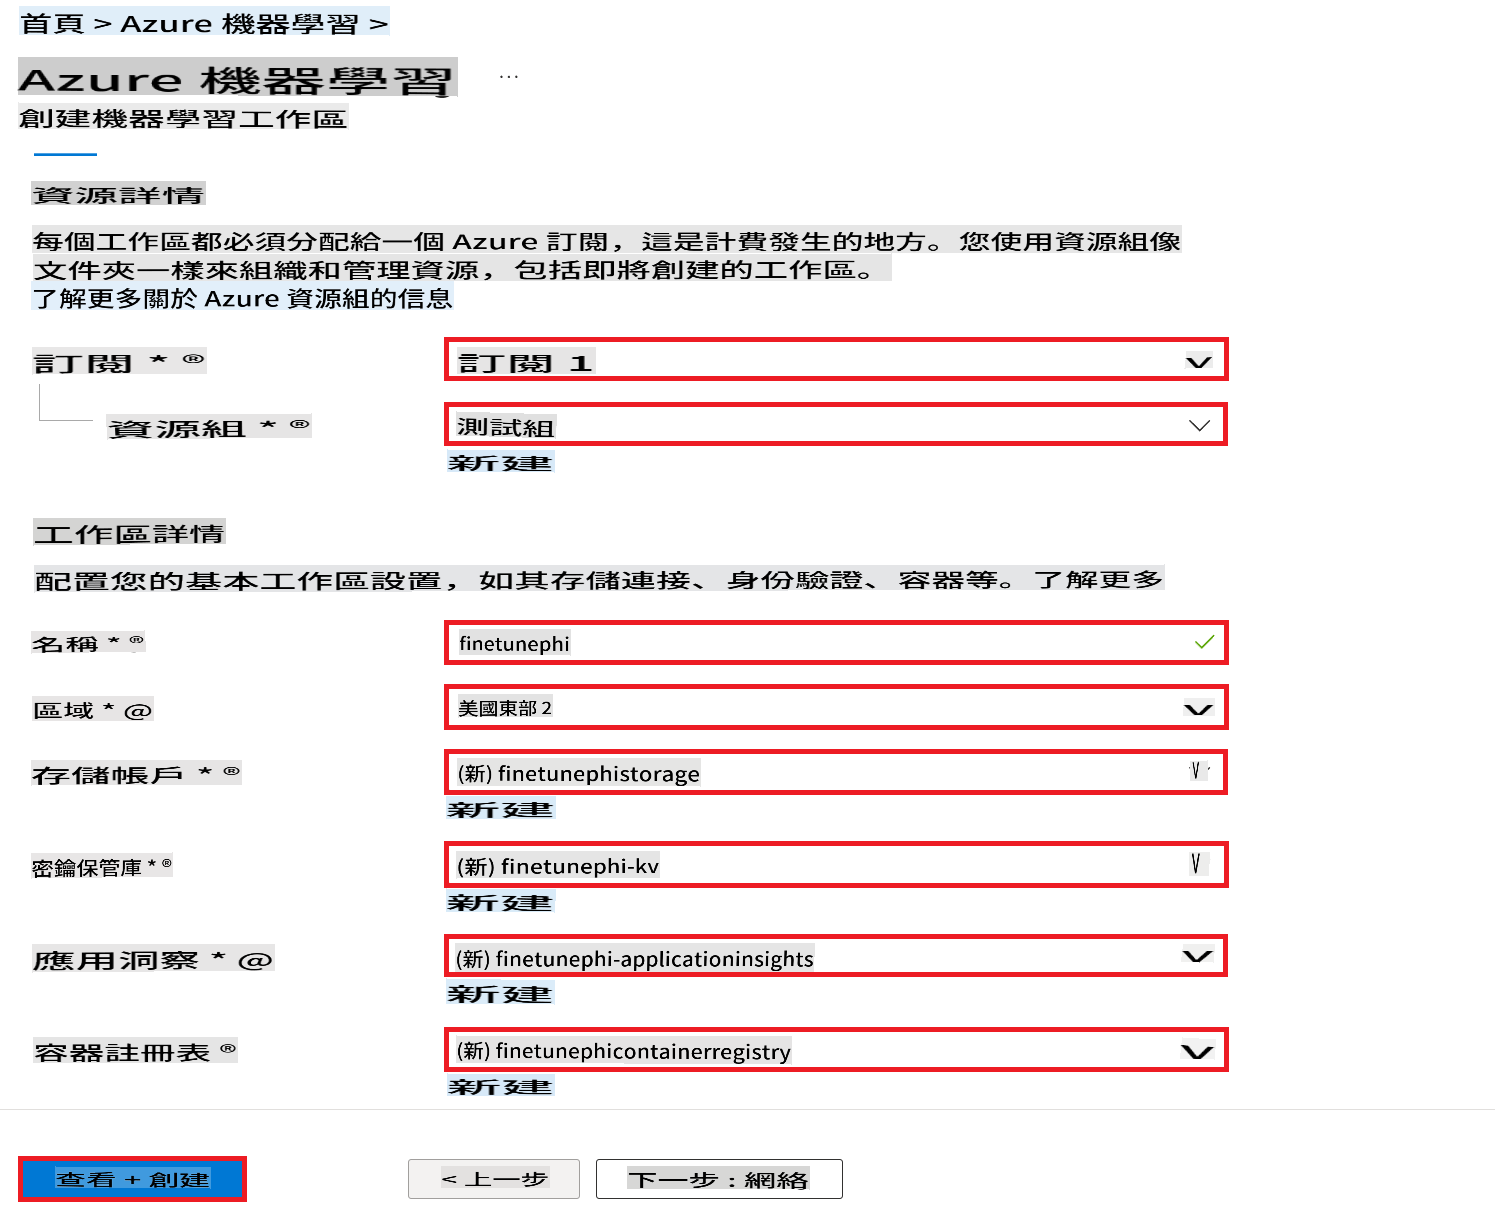 首頁 > Azure 機器學習 >
Azure 機器學習 ...
創建機器學習工作區
資源詳情
每個工作區都必須分配給一個 Azure 訂閱，這是計費發生的地方。您使用資源組像
文件夾一樣來組織和管理資源，包括即將創建的工作區。
了解更多關於 Azure 資源組的信息
訂閱 * ® 訂閱 1
資源組 * ® 測試組
新建
工作區詳情
配置您的基本工作區設置，如其存儲連接、身份驗證、容器等。了解更多
名稱 * ® finetunephi
區域 * @ 美國東部 2
存儲帳戶 * ® (新) finetunephistorage
新建
密鑰保管庫 * ® (新) finetunephi-kv
新建
應用洞察 * @ (新) finetunephi-applicationinsights
新建
容器註冊表 ® (新) finetunephicontainerregistry
新建
查看 + 創建 < 上一步 下一步：網絡